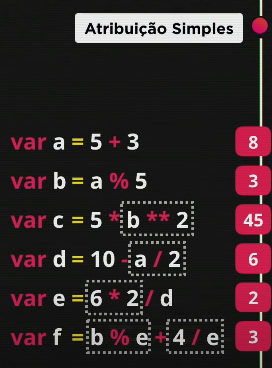 Atribuição Simples
var a = 5 + 3 8
var b = a % 5 3
var c = 5 * b ** 2 45
var d = 10 - a / 2 6
var e = 6 * 2 / d 2
var f = b % e + 4 / e 3